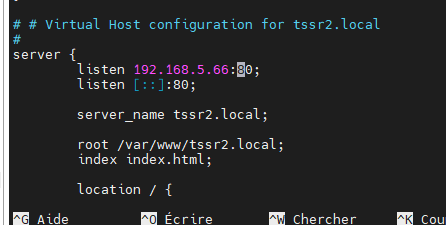 # # Virtual Host configuration for tssr2.local
#
server {
listen 192.168.5.66:80;
listen [::]:80;
server_name tssr2.local;
root /var/www/tssr2.local;
index index.html;
location / {
^G Aide ^O Écrire ^W Chercher ^K Cou